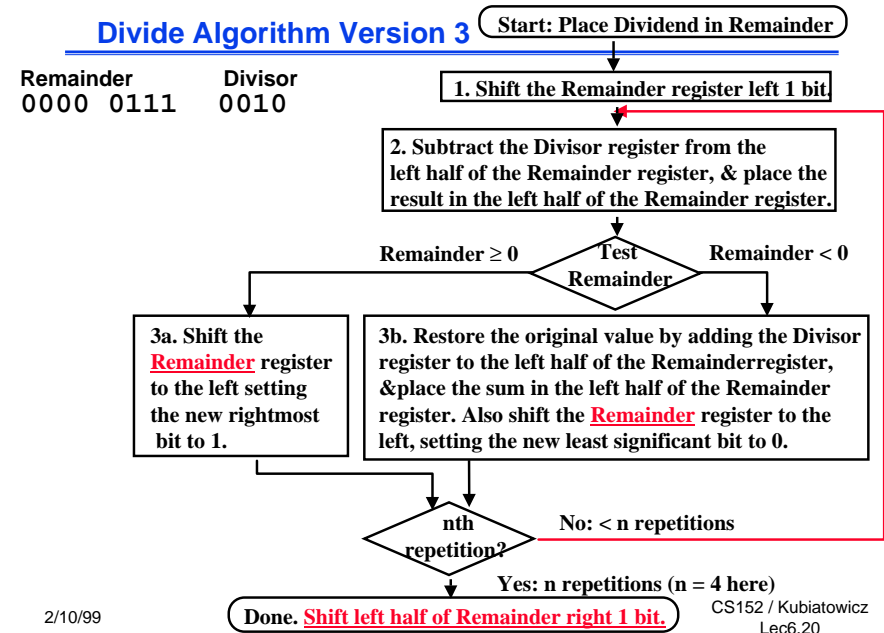 Divide Algorithm Version 3
Start: Place Dividend in Remainder
Remainder Divisor
0000 0111 0010
1. Shift the Remainder register left 1 bit.
2. Subtract the Divisor register from the
left half of the Remainder register, & place the
result in the left half of the Remainder register.
Remainder ≥ 0
Test
Remainder
Remainder < 0
3a. Shift the
Remainder register
to the left setting
the new rightmost
bit to 1.
3b. Restore the original value by adding the Divisor
register to the left half of the Remainderregister,
&place the sum in the left half of the Remainder
register. Also shift the Remainder register to the
left, setting the new least significant bit to 0.
nth
repetition?
No: < n repetitions
Yes: n repetitions (n = 4 here)
Done. Shift left half of Remainder right 1 bit.
2/10/99
CS152 / Kubiatowicz
Lec6.20